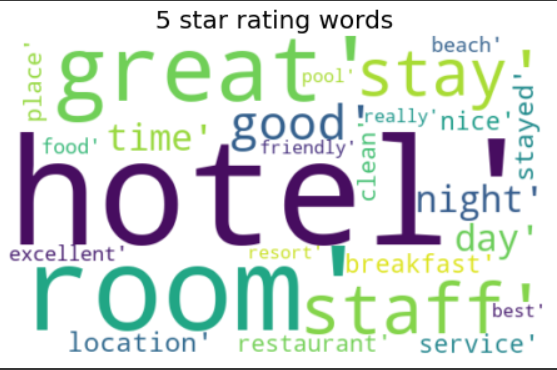 5 star rating words
beach'
place'
great'
pool'
stay'
stayed'
good'
really'
nice'
time'
food'
friendly'
clean'
hotel'
night'
day'
excellent'
resort'
breakfast'
room'
staff'
best'
location'
restaurant'
service'